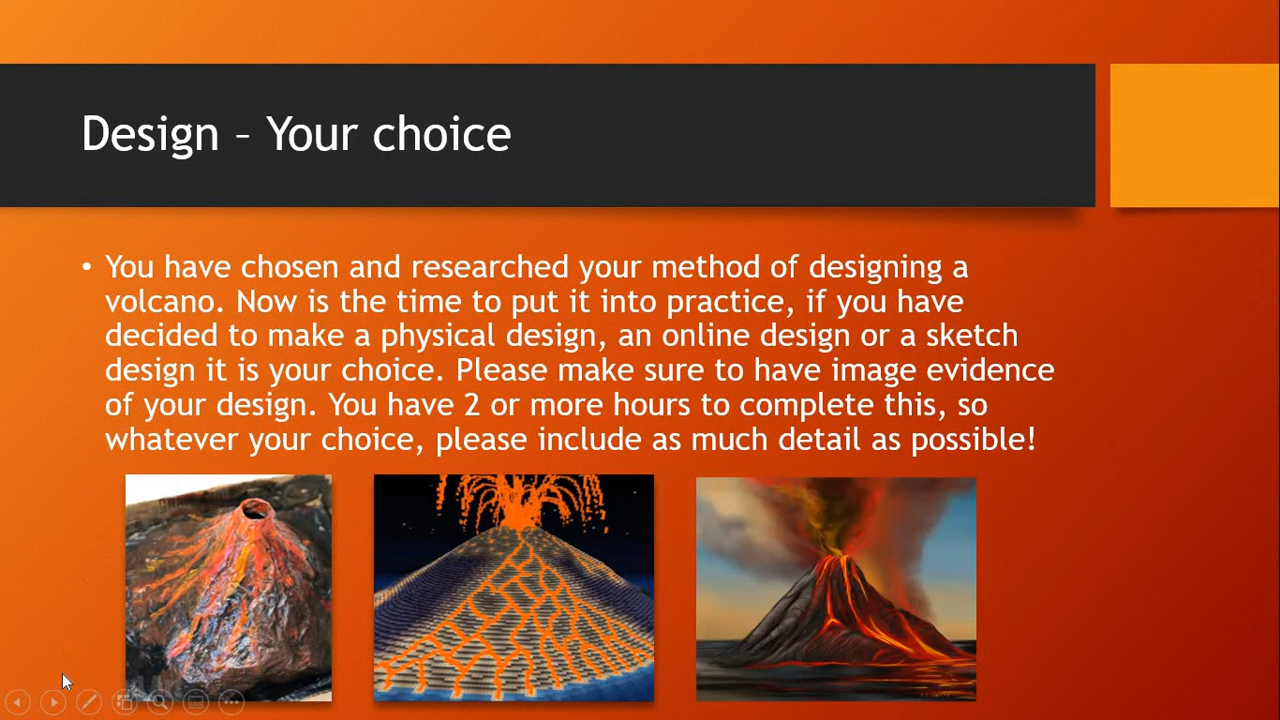 Design – Your choice
• You have chosen and researched your method of designing a
volcano. Now is the time to put it into practice, if you have
decided to make a physical design, an online design or a sketch
design it is your choice. Please make sure to have image evidence
of your design. You have 2 or more hours to complete this, so
whatever your choice, please include as much detail as possible!